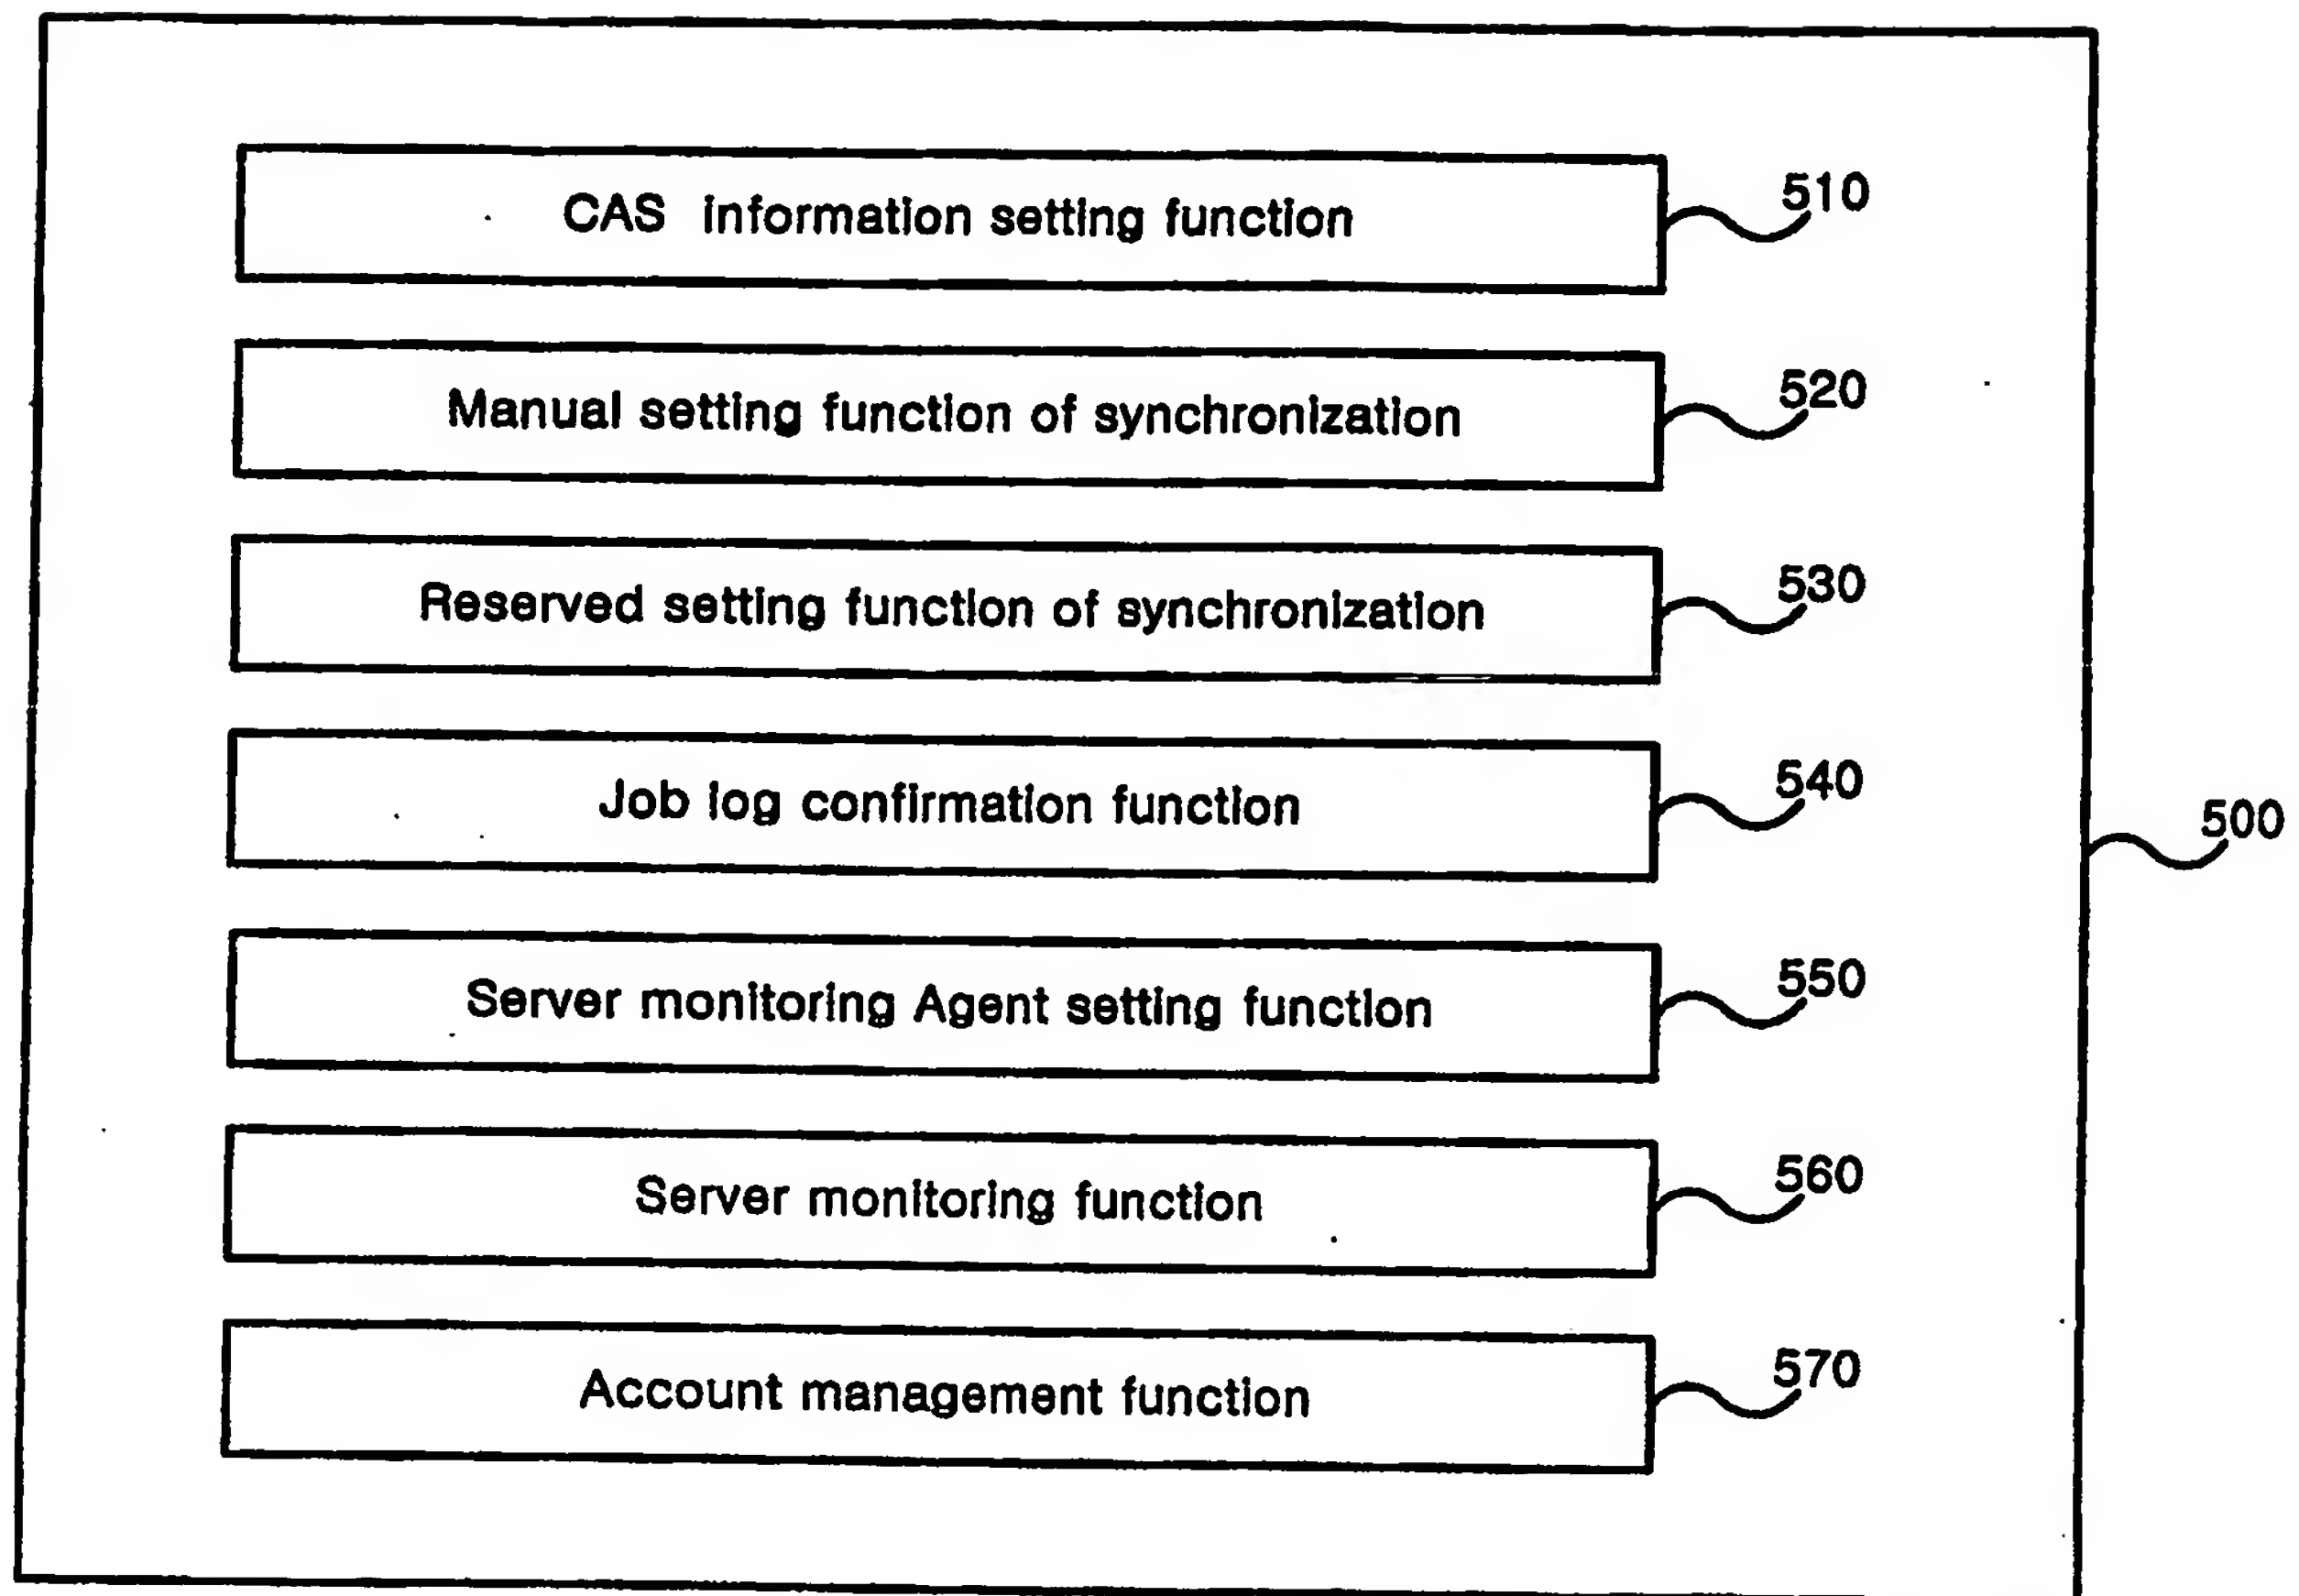 CAS information setting function
510
Manual setting function of synchronization
520
Reserved setting function of synchronization
530
Job log confirmation function
540
500
Server monitoring Agent setting function
550
Server monitoring function
560
Account management function
570